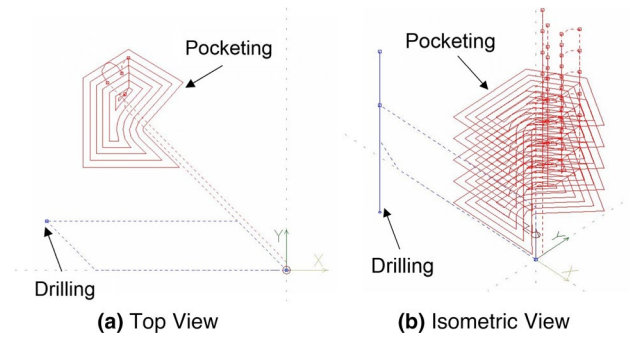 Pocketing
Drilling
Y
X
(a) Top View
Pocketing
Drilling
Y
X
(b) Isometric View